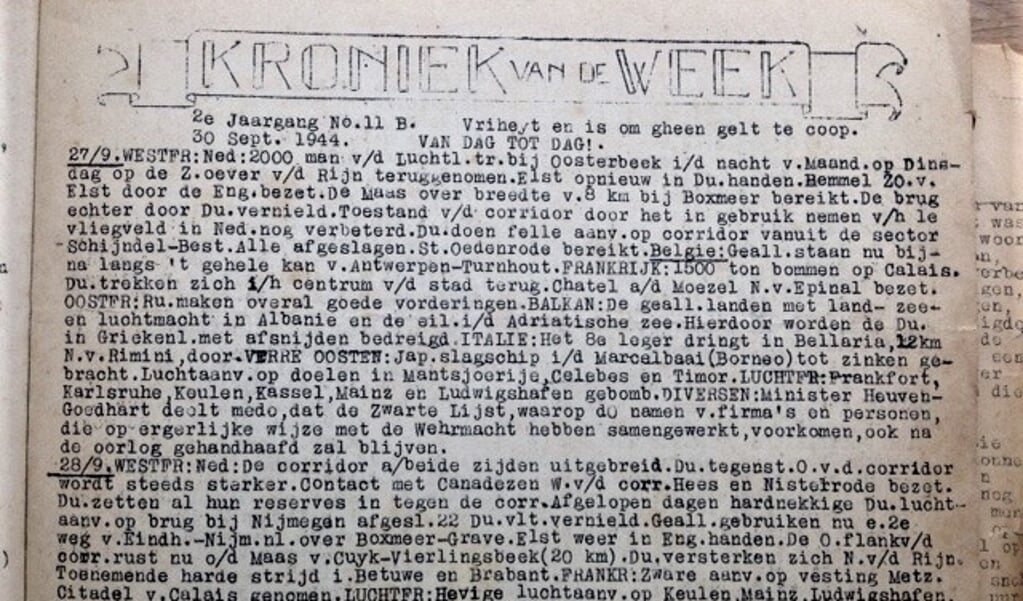 KRONIEK VAN DE WEEK
2e Jaargang No.11 B. Vriheyt en is om gheen gelt te coop.
30 Sept. 1944. VAN DAG TOT DAG!.
27/9.WESTFR:Ned:2000 man v/d Luchtl.tr.bij Oosterbeek i/d nacht v.Maand.op Dins-
dag op de Z.oever v/d Rijn teruggenomen.Elst opnieuw in Du.handen.Hemmel ZO.v.
Elst door de Eng.bezet.De Maas over breedte v.8 km bij Boxmeer bereikt.De brug
echter door Du.vernield.Toestand v/d corridor door het in gebruik nemen v/h 1e
vliegveld in Ned.nog verbeterd.Du.doen felle aanv.op corridor vanuit de sector
Schijndel-Best.Alle afgeslagen.St.Oedenrode bereikt.Belgie:Geall.staan nu bij-
na langs 't gehele kan v.Antwerpen-Turnhout.FRANKRIJK:1500 ton bommen op Calais.
Du.trekken zich i/h centrum v/d stad terug.Chatel a/d Moezel N.v.Epinal bezet.
OOSTFR:Ru.maken overal goede vorderingen.BALKAN:De geall.landen met land- zee-
en luchtmacht in Albanie en de eil.i/d Adriatische zee.Hierdoor worden de Du.
in Griekenl.met afsnijden bedreigd.ITALIE:Het 8e leger dringt in Bellaria,12km
N.v.Rimini,door.VERRE OOSTEN:Jap.slagschip i/d Marcelbaai(Borneo)tot zinken ge-
bracht.Luchtaanv.op doelen in Mantsjoerije,Celebes en Timor.LUCHTFR:Frankfort,
Karlsruhe,Keulen,Kassel,Mainz en Ludwigshafen gebomb.DIVERSEN:Minister Heuven-
Goedhart deelt mede,dat de Zwarte Lijst,waarop de namen v.firma's en personen,
die op ergerlijke wijze met de Wehrmacht hebben samengewerkt,voorkomen,ook na
de oorlog gehandhaafd zal blijven.
28/9.WESTFR:Ned:De corridor a/beide zijden uitgebreid.Du.tegenst.O.v.d.corridor
wordt steeds sterker.Contact met Canadezen W.v/d corr.Hees en Nistelrode bezet.
Du.zetten al hun reserves in tegen de corr.Afgelopen dagen hardnekkige Du.lucht-
aanv.op brug bij Nijmegen afgesl.22 Du.vlt.vernield.Geall.gebruiken nu e.2e
weg v.Eindh.-Nijm.nl.over Boxmeer-Grave.Elst weer in Eng.handen.De O.flankv/d
corr.rust nu o/d Maas v.Cuyk-Vierlingsbeek(20 km).Du.versterken zich N.v/d Rijn.
Toenemende harde strijd i.Betuwe en Brabant.FRANKR:Zware aanv.op vesting Metz.
Citadel v.Calais genomen.LUCHTFR:Hevige luchtaanv.op Keulen,Mainz,Ludwigshafen.